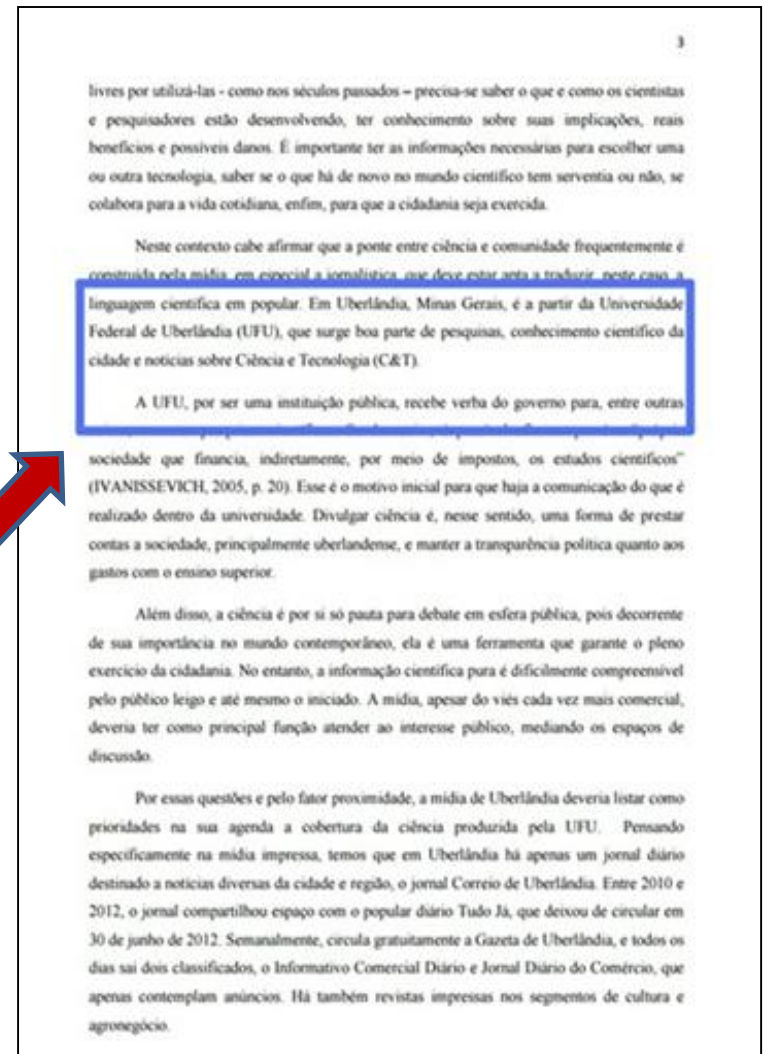 3
livres por utilizá-las - como nos séculos passados – precisa-se saber o que e como os cientistas
e pesquisadores estão desenvolvendo, ter conhecimento sobre suas implicações, reais
benefícios e possíveis danos. É importante ter as informações necessárias para escolher uma
ou outra tecnologia, saber se o que há de novo no mundo científico tem serventia ou não, se
colabora para a vida cotidiana, enfim, para que a cidadania seja exercida.
Neste contexto cabe afirmar que a ponte entre ciência e comunidade frequentemente é
construída pela mídia, em especial a jornalística, que deve estar apta a traduzir, neste caso, a
linguagem científica em popular. Em Uberlândia, Minas Gerais, é a partir da Universidade
Federal de Uberlândia (UFU), que surge boa parte de pesquisas, conhecimento científico da
cidade e notícias sobre Ciência e Tecnologia (C&T).
A UFU, por ser uma instituição pública, recebe verba do governo para, entre outras
sociedade que financia, indiretamente, por meio de impostos, os estudos científicos"
(IVANISSEVICH, 2005, p. 20). Esse é o motivo inicial para que haja a comunicação do que é
realizado dentro da universidade. Divulgar ciência é, nesse sentido, uma forma de prestar
contas a sociedade, principalmente uberlandense, e manter a transparência política quanto aos
gastos com o ensino superior.
Além disso, a ciência é por si só pauta para debate em esfera pública, pois decorrente
de sua importância no mundo contemporâneo, ela é uma ferramenta que garante o pleno
exercício da cidadania. No entanto, a informação científica pura é dificilmente compreensível
pelo público leigo e até mesmo o iniciado. A mídia, apesar do viés cada vez mais comercial,
deveria ter como principal função atender ao interesse público, mediando os espaços de
discussão.
Por essas questões e pelo fator proximidade, a mídia de Uberlândia deveria listar como
prioridades na sua agenda a cobertura da ciência produzida pela UFU. Pensando
especificamente na mídia impressa, temos que em Uberlândia há apenas um jornal diário
destinado a notícias diversas da cidade e região, o jornal Correio de Uberlândia. Entre 2010 e
2012, o jornal compartilhou espaço com o popular diário Tudo Já, que deixou de circular em
30 de junho de 2012. Semanalmente, circula gratuitamente a Gazeta de Uberlândia, e todos os
dias sai dois classificados, o Informativo Comercial Diário e Jornal Diário do Comércio, que
apenas contemplam anúncios. Há também revistas impressas nos segmentos de cultura e
agronegócio.